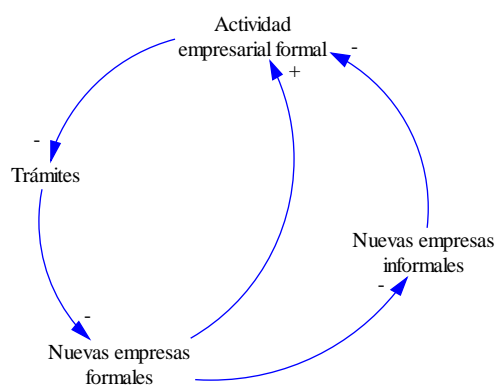 Actividad
empresarial formal
-
+
-
Trámites
Nuevas empresas
informales
-
-
Nuevas empresas
formales